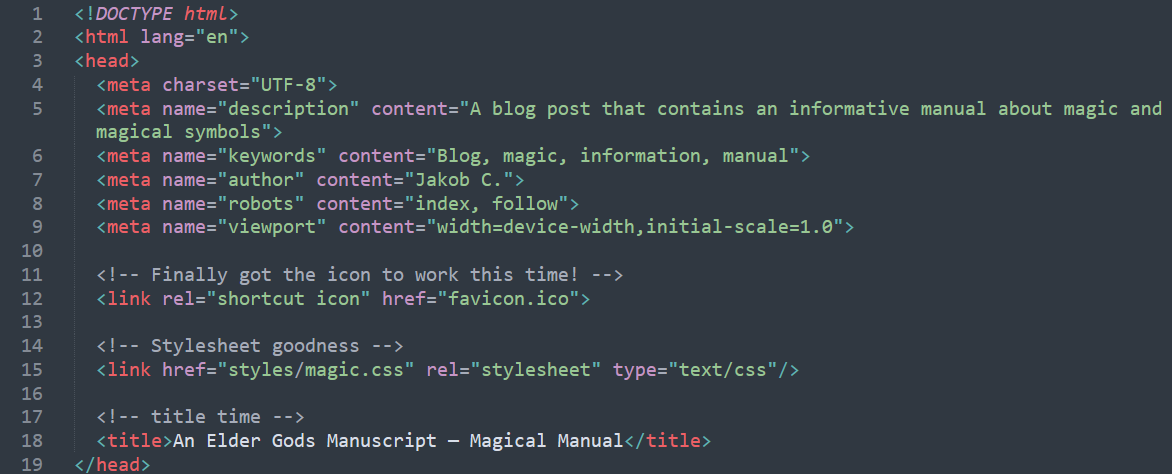 1 <!DOCTYPE html>
2 <html lang="en">
3 <head>
4 <meta charset="UTF-8">
5 <meta name="description" content="A blog post that contains an informative manual about magic and
magical symbols">
6 <meta name="keywords" content="Blog, magic, information, manual">
7 <meta name="author" content="Jakob C.">
8 <meta name="robots" content="index, follow">
9 <meta name="viewport" content="width=device-width,initial-scale=1.0">
10
11 <!-- Finally got the icon to work this time! -->
12 <link rel="shortcut icon" href="favicon.ico">
13
14 <!-- Stylesheet goodness -->
15 <link href="styles/magic.css" rel="stylesheet" type="text/css"/>
16
17 <!-- title time -->
18 <title>An Elder Gods Manuscript — Magical Manual</title>
19 </head>